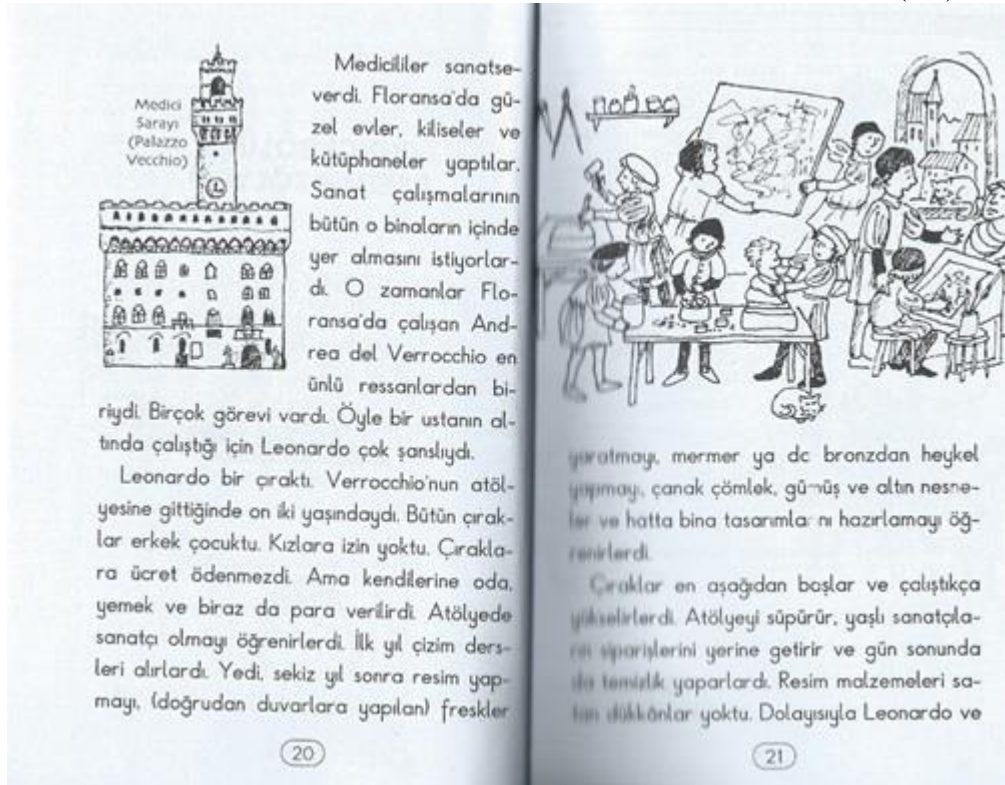 Medici
Sarayı
(Palazzo
Vecchio)
Medicililer sanatse-
verdi. Floransa'da gü-
zel evler, kiliseler ve
kütüphaneler yaptılar.
Sanat çalışmalarının
bütün o binaların içinde
yer almasını istiyorlar-
dı. O zamanlar Flo-
ransa'da çalışan And-
rea del Verrocchio en
ünlü ressanlardan bi-
riydi. Birçok görevi vardı. Öyle bir ustanın al-
tında çalıştığı için Leonardo çok şanslıydı.
Leonardo bir çıraktı. Verrocchio'nun atöl-
yesine gittiğinde on iki yaşındaydı. Bütün çırak-
lar erkek çocuktu. Kızlara izin yoktu. Çırakla-
ra ücret ödenmezdi. Ama kendilerine oda,
yemek ve biraz da para verilirdi. Atölyede
sanatçı olmayı öğrenirlerdi. İlk yıl çizim ders-
leri alırlardı. Yedi, sekiz yıl sonra resim yap-
mayı, (doğrudan duvarlara yapılan) freskler
20
yaratmayı, mermer ya dc bronzdan heykel
yapmayı, çanak çömlek, gümüş ve altın nesne-
ler ve hatta bina tasarımla nı hazırlamayı öğ-
renirlerdi.
Çıraklar en aşağıdan başlar ve çalıştıkça
yükselirlerdi. Atölyeyi süpürür, yaşlı sanatçıla-
rın siparişlerini yerine getirir ve gün sonunda
da temizlik yaparlardı. Resim malzemeleri sa-
tan dükkânlar yoktu. Dolayısıyla Leonardo ve
21